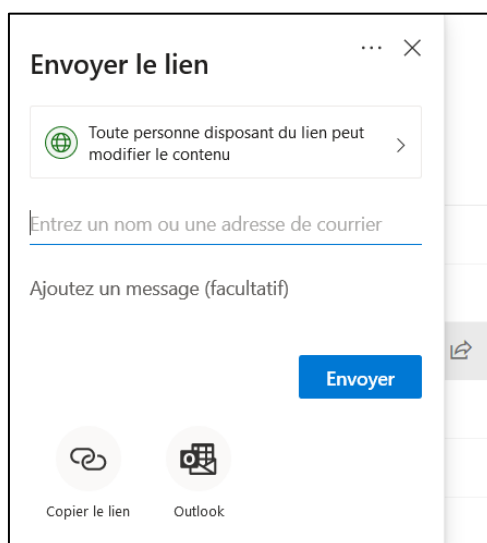 Envoyer le lien
Toute personne disposant du lien peut
modifier le contenu
Entrez un nom ou une adresse de courrier
Ajoutez un message (facultatif)
Envoyer
Copier le lien
Outlook